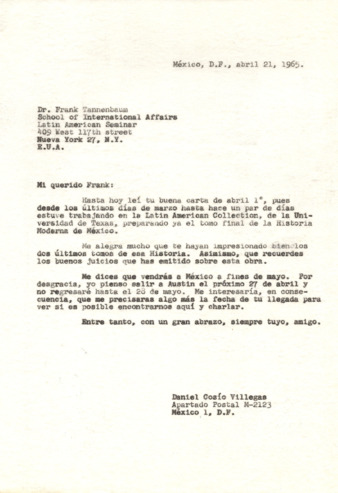 México, D.F., abril 21, 1965.
Dr. Frank Tannenbaum
School of International Affairs
Latin American Seminar
409 West 117th street
Nueva York 27, N.Y.
E.U.A.
Mi querido Frank:
Hasta hoy leí tu buena carta de abril 1º, pues
desde los últimos días de marzo hasta hace un par de días
estuve trabajando en la Latin American Collection, de la Uni-
versidad de Texas, preparando ya el tomo final de la Historia
Moderna de México.
Me alegra mucho que te hayan impresionado bien los
dos últimos tomos de esa Historia. Asimismo, que recuerdes
los buenos juicios que has emitido sobre esta obra.
Me dices que vendrás a México a fines de mayo. Por
desgracia, yo pienso salir a Austin el próximo 27 de abril y
no regresaré hasta el 28 de mayo. Me interesaría, en conse-
cuencia, que me precisaras algo más la fecha de tu llegada para
ver si es posible encontrarnos aquí y charlar.
Entre tanto, con un gran abrazo, siempre tuyo, amigo.
Daniel Cosío Villegas
Apartado Postal M-2123
México 1, D.F.